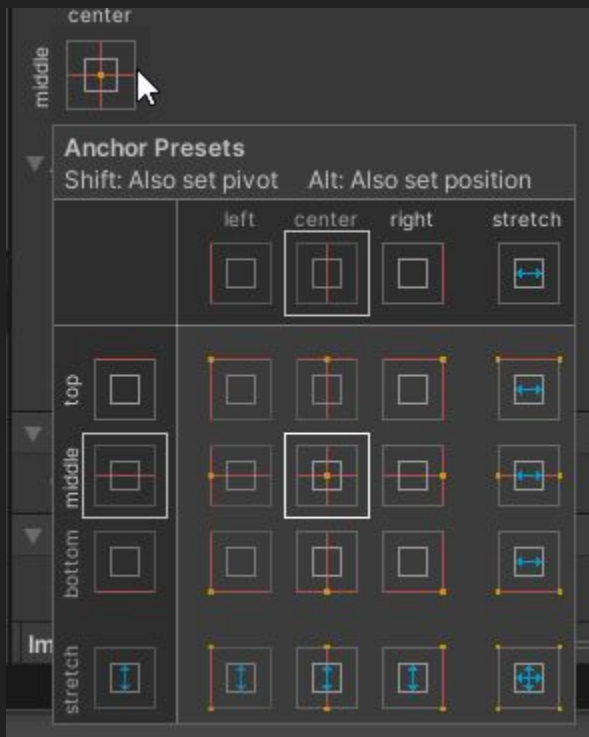 center
middle
Anchor Presets
Shift: Also set pivot Alt: Also set position
left center right stretch
top
middle
bottom
stretch
Im